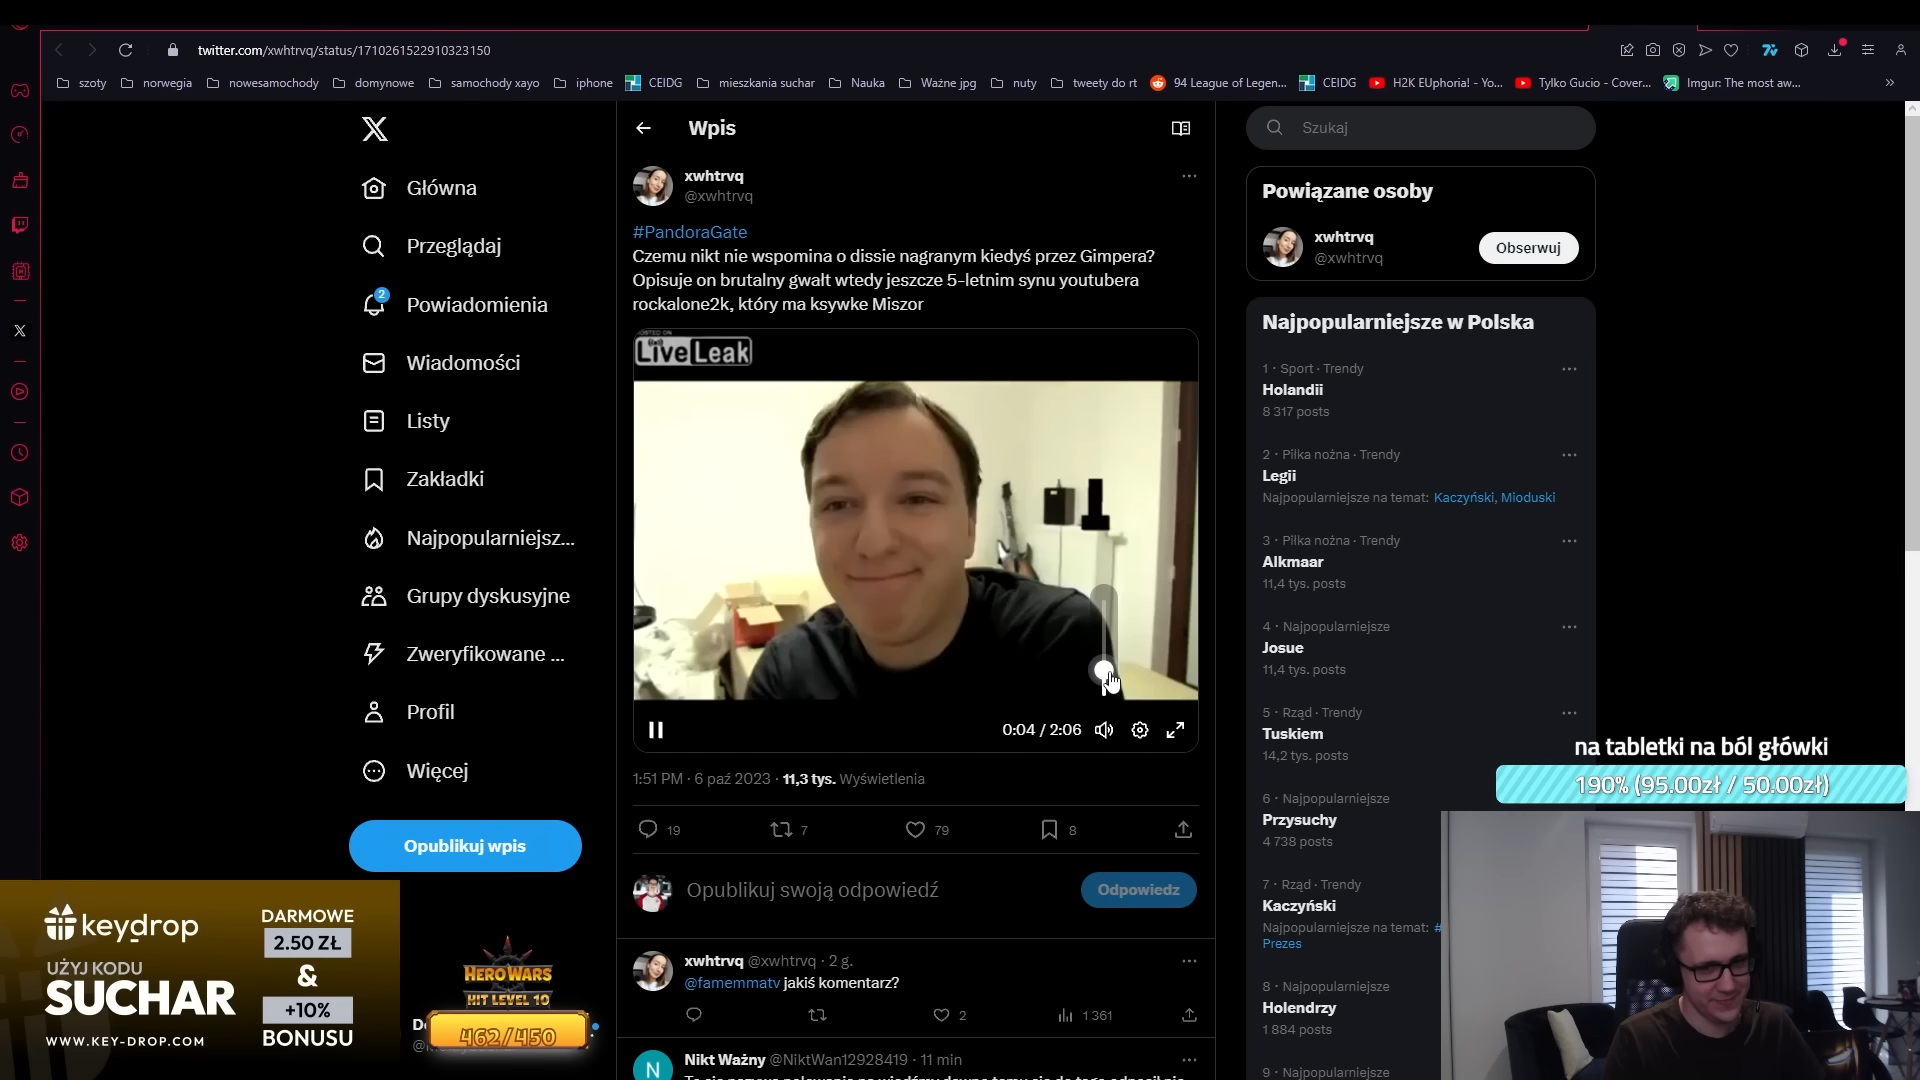 twitter.com/xwhtrvq/status/1710261522910323150
szoty
norwegia
nowesamochody
domynowe
samochody xayo
iphone
CEIDG
mieszkania suchar
Nauka
Ważne jpg
nuty
tweety do rt
94 League of Legen...
CEIDG
H2K EUphoria! - Yo...
Tylko Gucio - Cover...
Imgur: The most aw...
Główna
Przeglądaj
2
Powiadomienia
Wiadomości
Listy
Zakładki
Najpopularniejsz...
Grupy dyskusyjne
Zweryfikowane ...
Profil
Więcej
Opublikuj wpis
Wpis
xwhtrvq
@xwhtrvq
#PandoraGate
Czemu nikt nie wspomina o dissie nagranym kiedyś przez Gimpera?
Opisuje on brutalny gwałt wtedy jeszcze 5-letnim synu youtubera
rockalone2k, który ma ksywke Miszor
HOSTED ON
LiveLeak
0:04 / 2:06
1:51 PM · 6 paź 2023 · 11,3 tys. Wyświetlenia
19
7
79
8
Opublikuj swoją odpowiedź
Odpowiedz
xwhtrvq @xwhtrvq · 2 g.
@famemmatv jakiś komentarz?
2
1 361
N
Nikt Ważny @NiktWan12928419 · 11 min
Szukaj
Powiązane osoby
xwhtrvq
@xwhtrvq
Obserwuj
Najpopularniejsze w Polska
1 · Sport · Trendy
Holandii
8 317 posts
2 · Piłka nożna · Trendy
Legii
Najpopularniejsze na temat: Kaczyński, Mioduski
3 · Piłka nożna · Trendy
Alkmaar
11,4 tys. posts
4 · Najpopularniejsze
Josue
11,4 tys. posts
5 · Rząd · Trendy
Tuskiem
14,2 tys. posts
6 · Najpopularniejsze
Przysuchy
4 738 posts
7 · Rząd · Trendy
Kaczyński
Najpopularniejsze na temat: #
Prezes
8 · Najpopularniejsze
Holendrzy
1 884 posts
9 · Najpopularniejsze
na tabletki na ból główki
190% (95.00zł / 50.00zł)
keydrop
UŻYJ KODU
SUCHAR
WWW.KEY-DROP.COM
DARMOWE
2.50 ZŁ
&
+10%
BONUSU
HERO WARS
HIT LEVEL 10
462/450